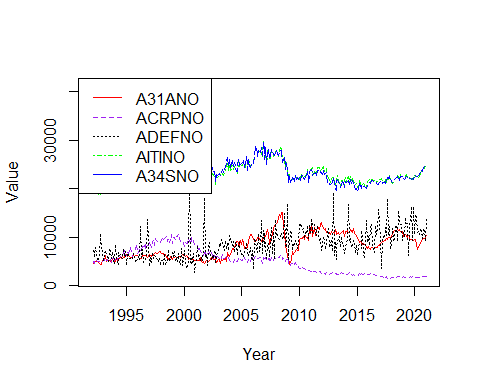 A31ANO
ACRPNO
ADEFNO
AITINO
A34SNO
Value
0
10000
30000
1995
2000
2005
2010
2015
2020
Year